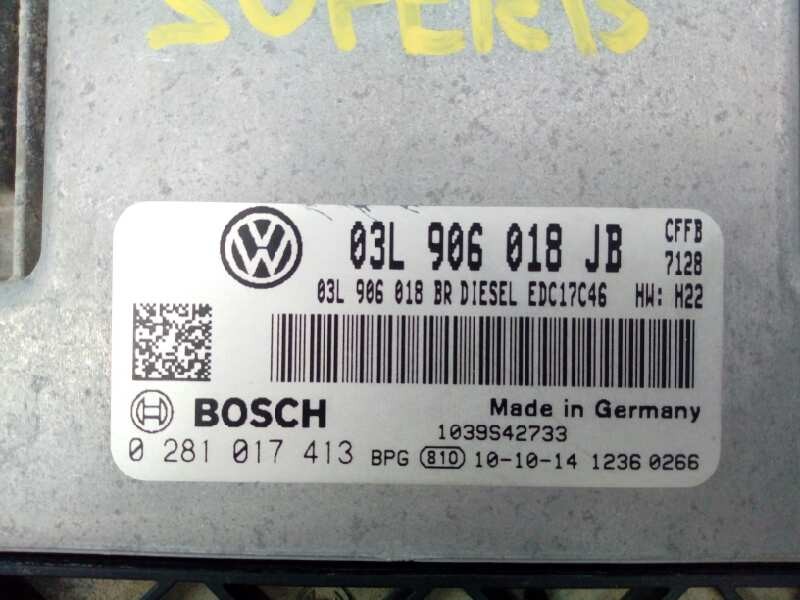 SUPERB
03L 906 018 JB CFFB
7128
03L 906 018 BR DIESEL EDC17C46 HW: H22
BOSCH Made in Germany
1039S42733
0 281 017 413 BPG 810 10-10-14 1236 0266